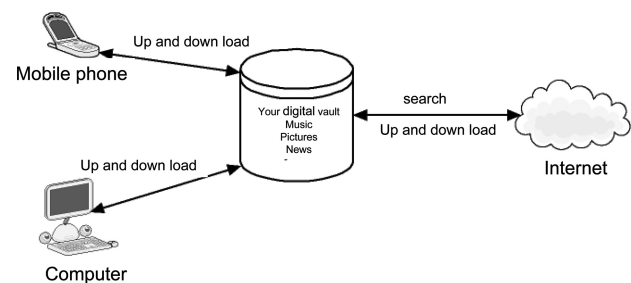 Up and down load
Mobile phone
Your digital vault
Music
Pictures
News
-
search
Up and down load
Internet
Up and down load
Computer